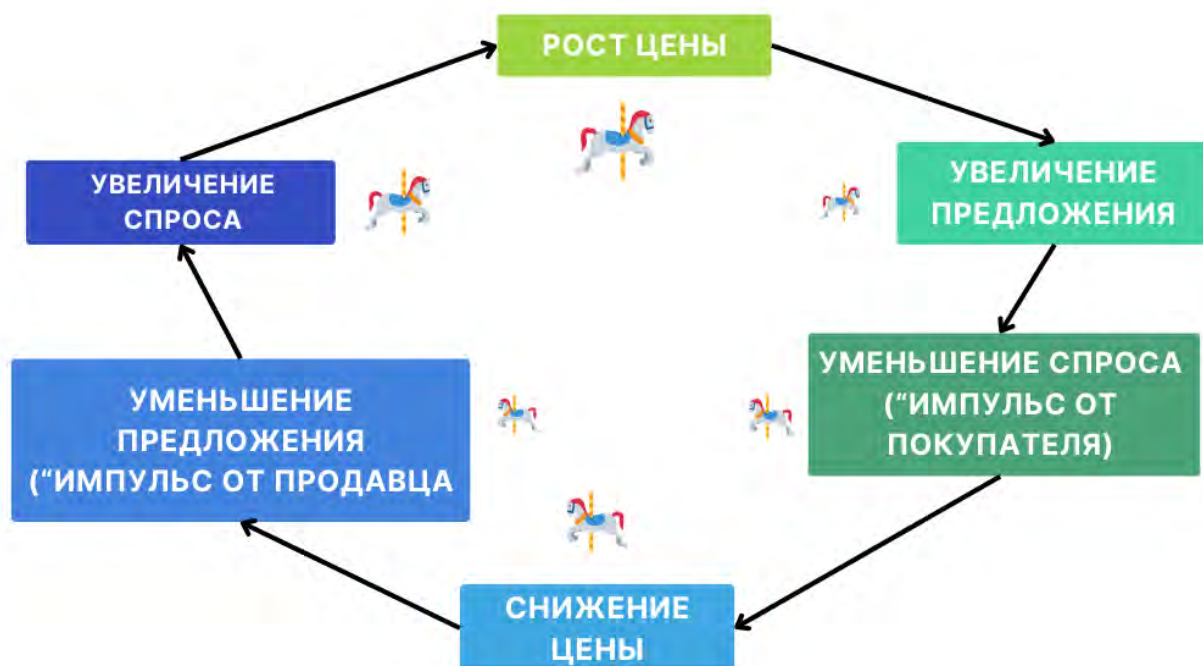 РОСТ ЦЕНЫ
УВЕЛИЧЕНИЕ
ПРЕДЛОЖЕНИЯ
УМЕНЬШЕНИЕ СПРОСА
(“ИМПУЛЬС ОТ
ПОКУПАТЕЛЯ)
СНИЖЕНИЕ
ЦЕНЫ
УМЕНЬШЕНИЕ
ПРЕДЛОЖЕНИЯ
(“ИМПУЛЬС ОТ ПРОДАВЦА
УВЕЛИЧЕНИЕ
СПРОСА